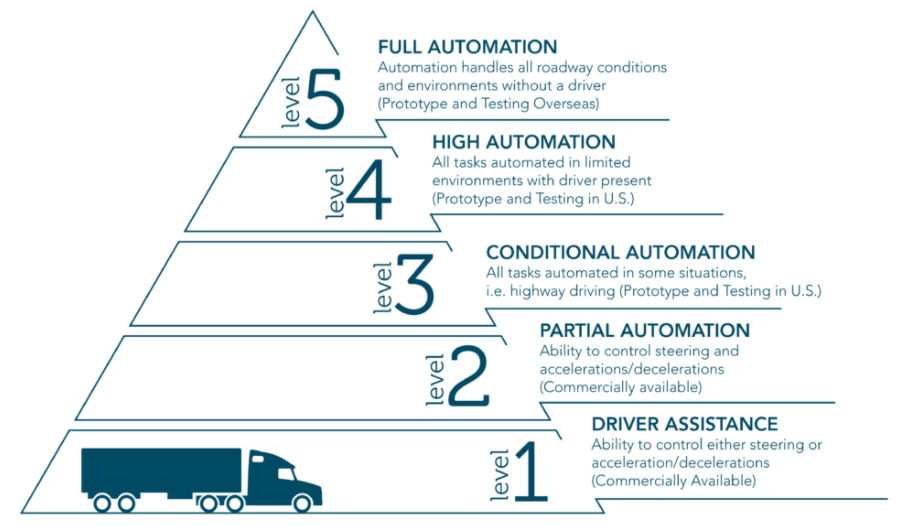 level 5
FULL AUTOMATION
Automation handles all roadway conditions
and environments without a driver
(Prototype and Testing Overseas)
level 4
HIGH AUTOMATION
All tasks automated in limited
environments with driver present
(Prototype and Testing in U.S.)
level 3
CONDITIONAL AUTOMATION
All tasks automated in some situations,
i.e. highway driving (Prototype and Testing in U.S.)
level 2
PARTIAL AUTOMATION
Ability to control steering and
accelerations/decelerations
(Commercially available)
level 1
DRIVER ASSISTANCE
Ability to control either steering or
acceleration/decelerations
(Commercially Available)